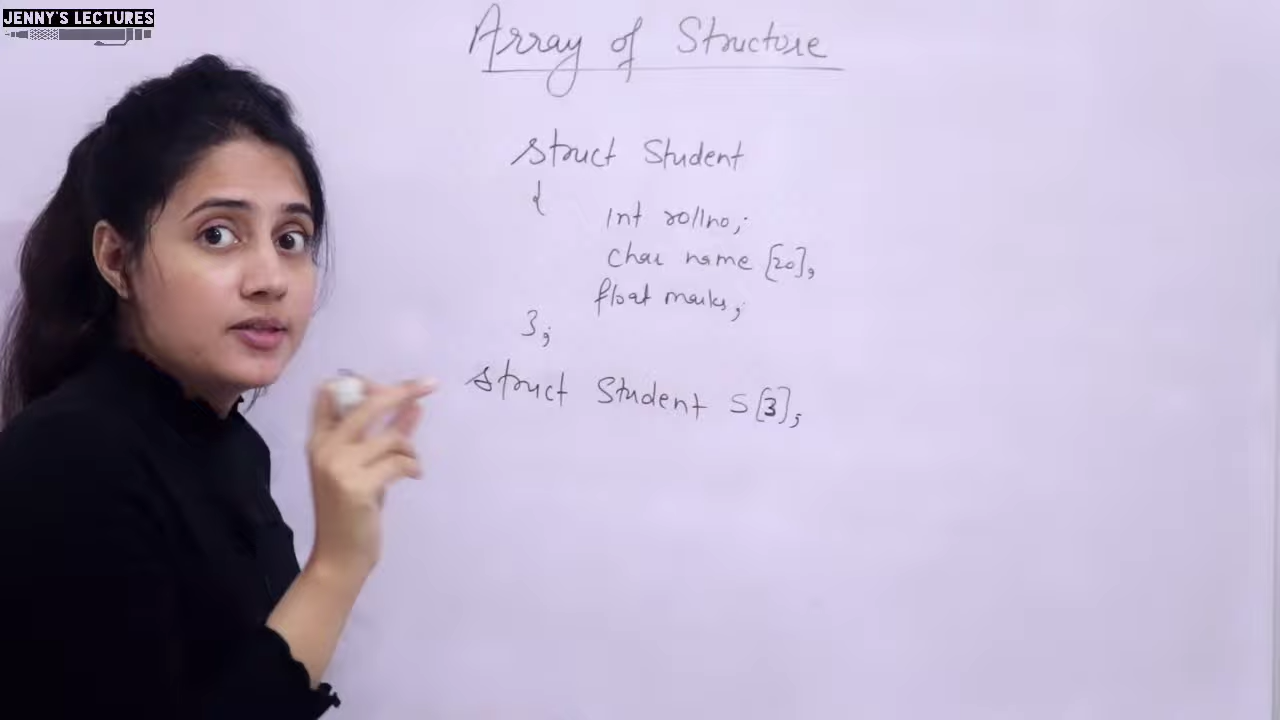 JENNY'S LECTURES
Array of Structure
struct Student
{
int rollno;
char name [20];
float marks;
};
struct Student S[3];